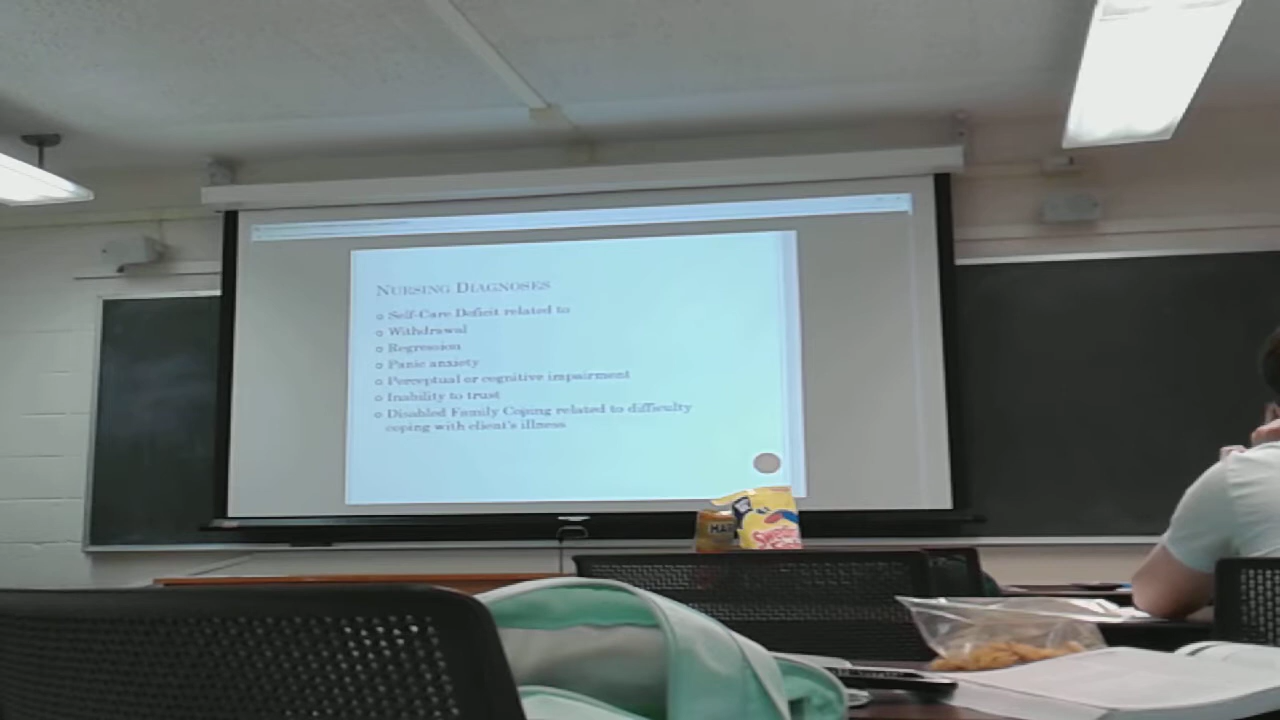 NURSING DIAGNOSES
Self-Care Deficit related to
Withdrawal
Regression
Panic anxiety
Perceptual or cognitive impairment
Inability to trust
Disabled Family Coping related to difficulty
coping with client's illness